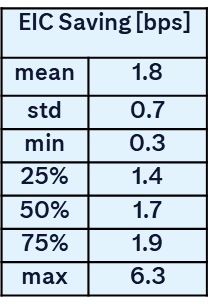 EIC Saving [bps]
mean 1.8
std 0.7
min 0.3
25% 1.4
50% 1.7
75% 1.9
max 6.3